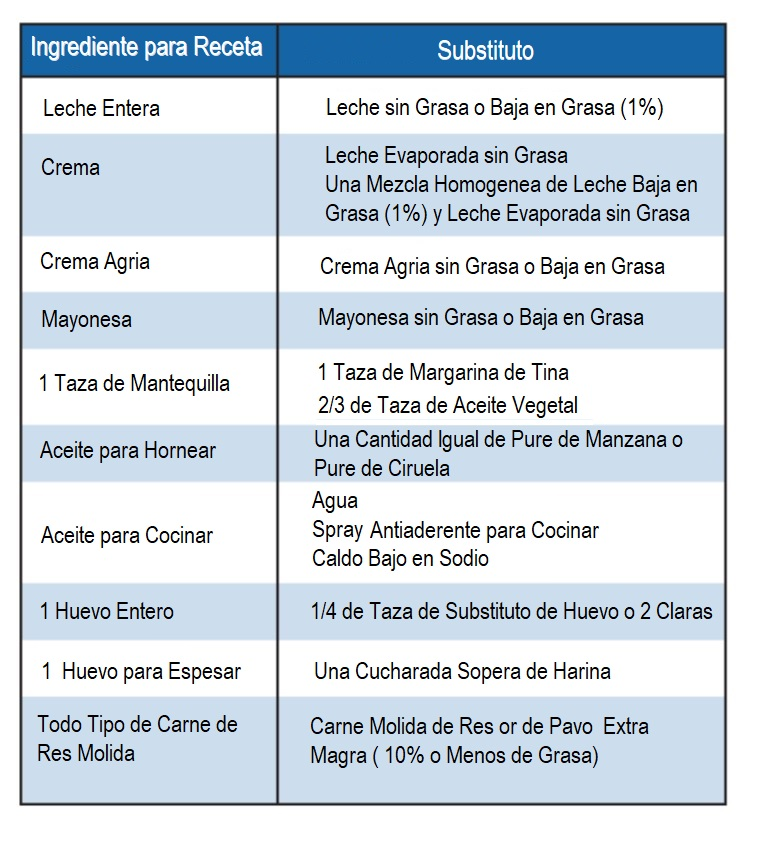 Ingrediente para Receta
Substituto
Leche Entera
Leche sin Grasa o Baja en Grasa (1%)
Crema
Leche Evaporada sin Grasa
Una Mezcla Homogenea de Leche Baja en
Grasa (1%) y Leche Evaporada sin Grasa
Crema Agria
Crema Agria sin Grasa o Baja en Grasa
Mayonesa
Mayonesa sin Grasa o Baja en Grasa
1 Taza de Mantequilla
1 Taza de Margarina de Tina
2/3 de Taza de Aceite Vegetal
Aceite para Hornear
Una Cantidad Igual de Pure de Manzana o
Pure de Ciruela
Aceite para Cocinar
Agua
Spray Antiaderente para Cocinar
Caldo Bajo en Sodio
1 Huevo Entero
1/4 de Taza de Substituto de Huevo o 2 Claras
1 Huevo para Espesar
Una Cucharada Sopera de Harina
Todo Tipo de Carne de
Res Molida
Carne Molida de Res or de Pavo Extra
Magra ( 10% o Menos de Grasa)